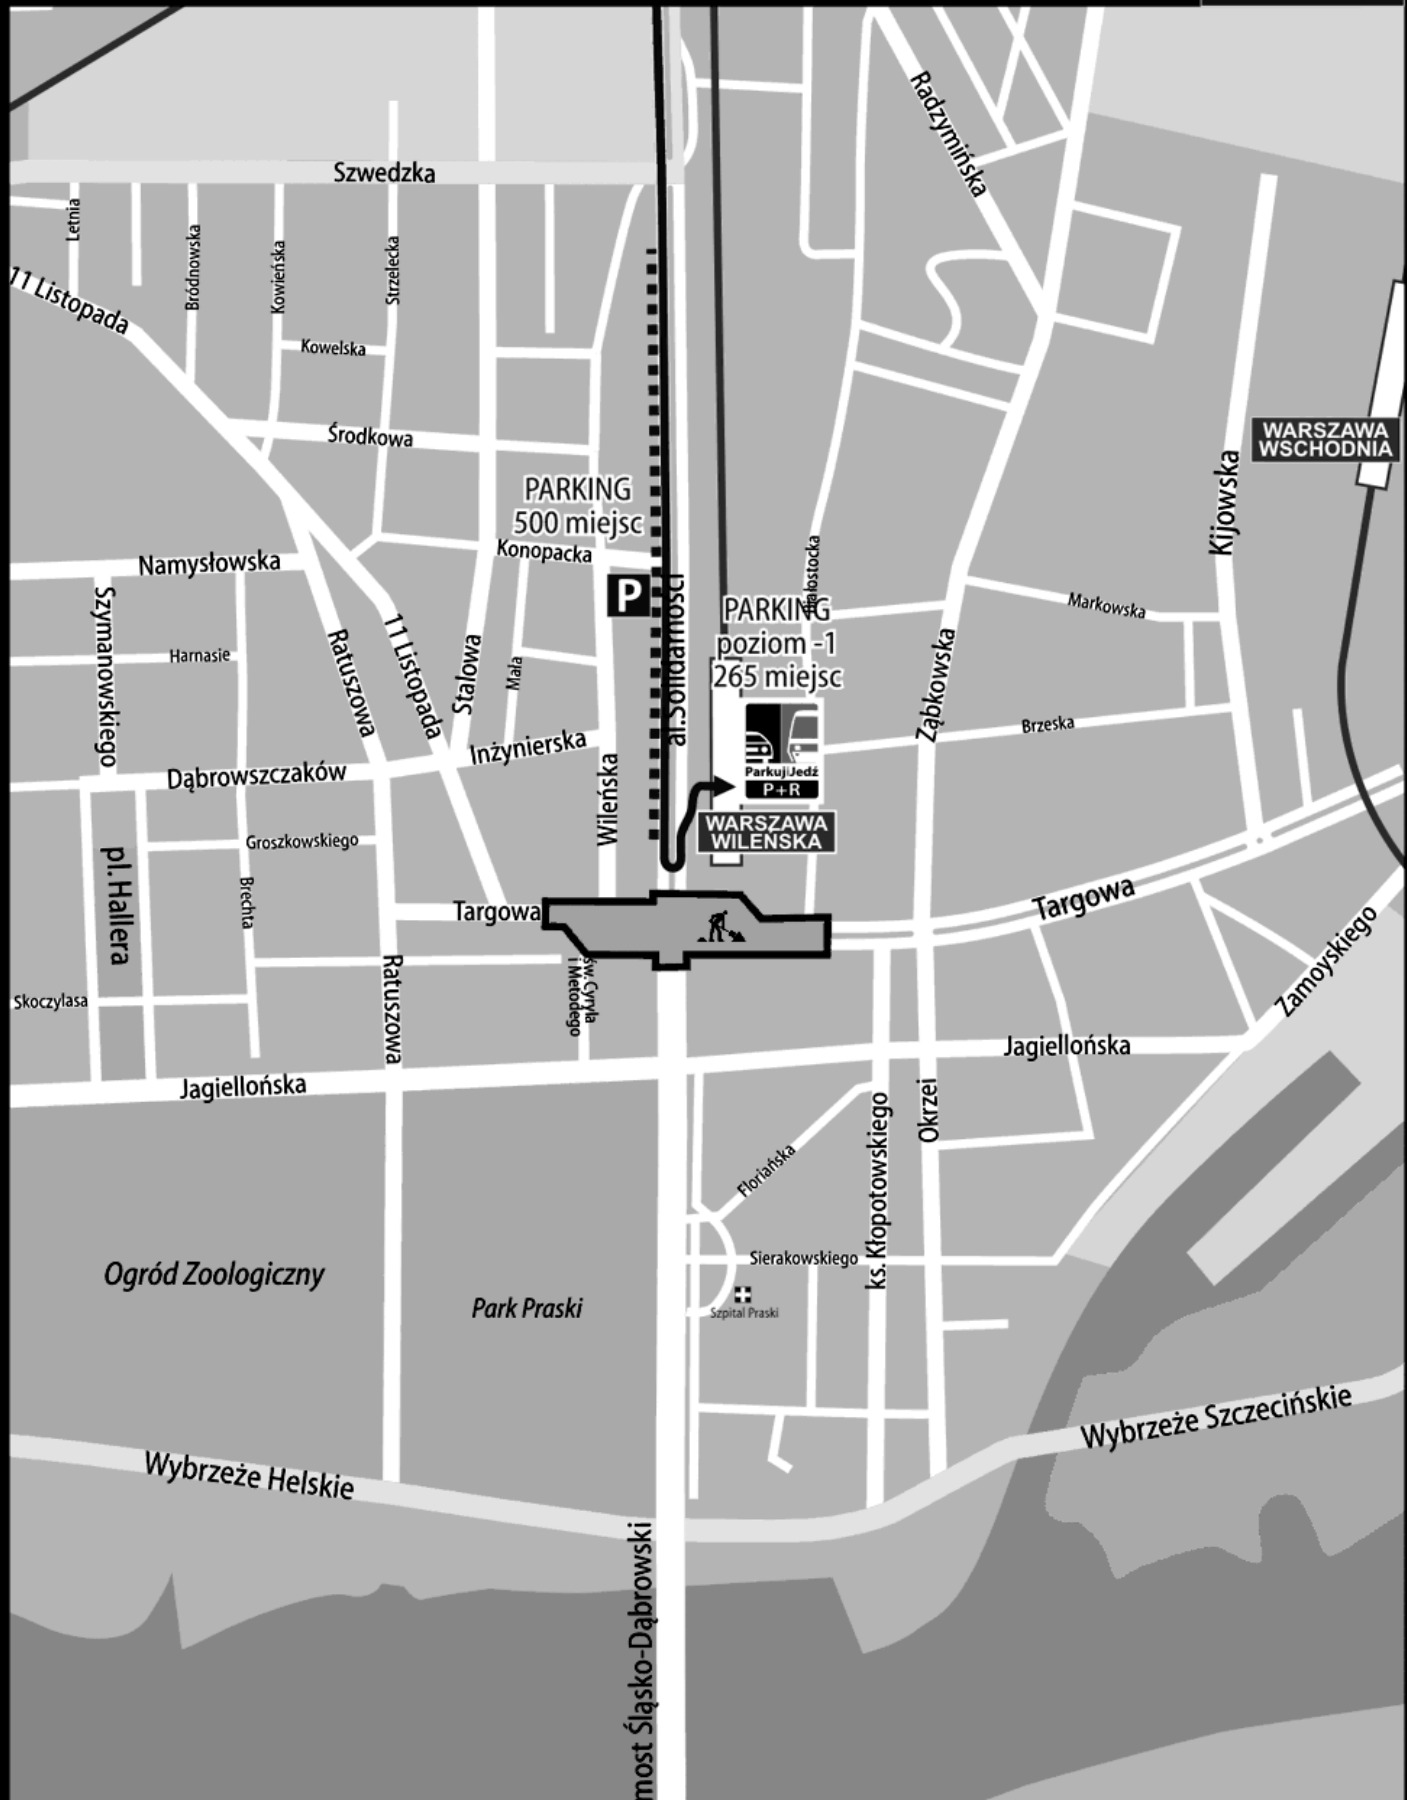 Radzymińska
Szwedzka
Letnia
Bródnowska
Kowieńska
Strzelecka
11 Listopada
Kowelska
Środkowa
WARSZAWA
WSCHODNIA
Kijowska
PARKING
500 miejsc
Konopacka
Namysłowska
P
al.Solidarności
Białostocka
PARKING
poziom -1
265 miejsc
Markowska
Szymanowskiego
Harnasie
Ratuszowa
11 Listopada
Stalowa
Mała
Ząbkowska
Brzeska
Inżynierska
Dąbrowszczaków
Wileńska
ParkujiJedź
P+R
WARSZAWA
WILEŃSKA
Groszkowskiego
pl.Hallera
Brechta
Targowa
Targowa
Zamoyskiego
Skoczylasa
Ratuszowa
św.Cyryla
i Metodego
Jagiellońska
Jagiellońska
Okrzei
ks. Kłopotowskiego
Floriańska
Sierakowskiego
Ogród Zoologiczny
Park Praski
Szpital Praski
Wybrzeże Szczecińskie
Wybrzeże Helskie
most Śląsko-Dąbrowski